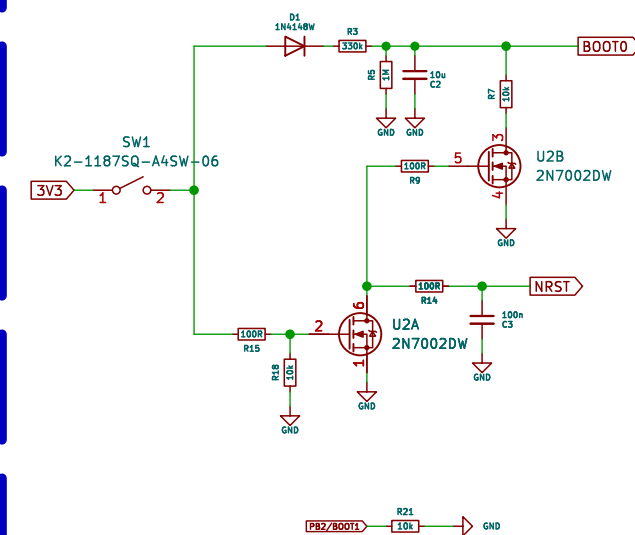 D1
1N4148W
R3
330k
BOOT0
R5
1M
10u
C2
R7
10k
GND
GND
SW1
K2-1187SQ-A4SW-06
3
U2B
2N7002DW
5
100R
R9
4
3V3
1
2
GND
100R
R14
NRST
6
U2A
2N7002DW
100n
C3
2
100R
R15
1
R18
10k
GND
GND
GND
R21
PB2/BOOT1
10k
GND